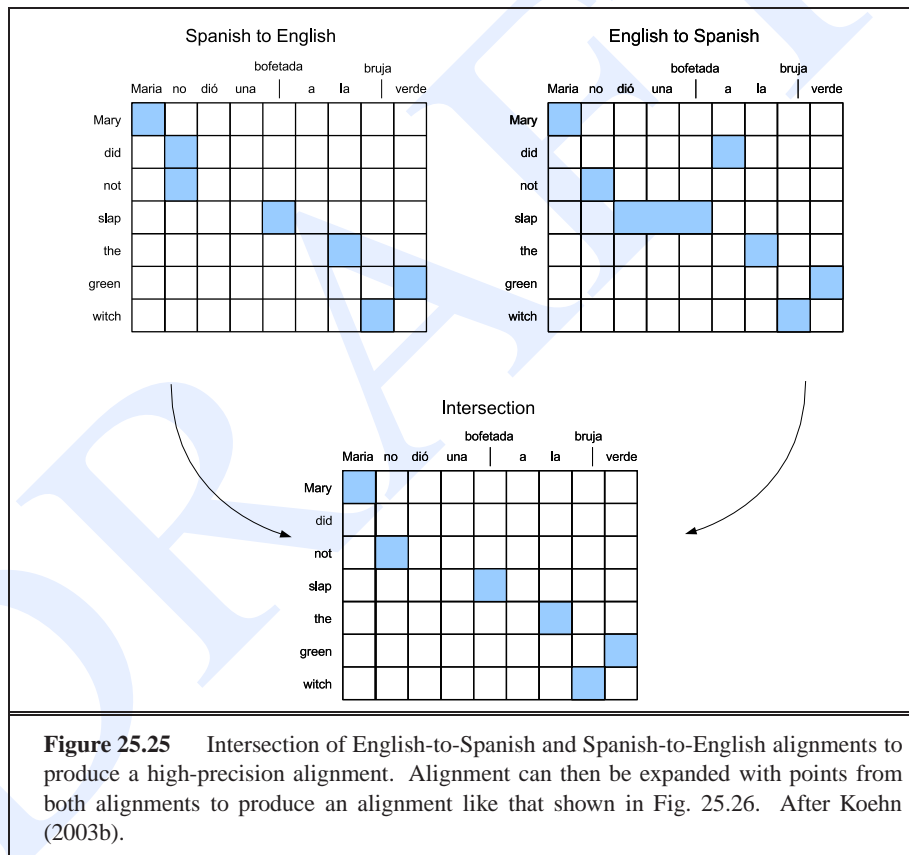 Spanish to English
bofetada bruja
Maria no dió una a la verde
Mary
did
not
slap
the
green
witch
English to Spanish
bofetada bruja
Maria no dió una a la verde
Mary
did
not
slap
the
green
witch
Intersection
bofetada bruja
Maria no dió una a la verde
Mary
did
not
slap
the
green
witch
Figure 25.25 Intersection of English-to-Spanish and Spanish-to-English alignments to
produce a high-precision alignment. Alignment can then be expanded with points from
both alignments to produce an alignment like that shown in Fig. 25.26. After Koehn
(2003b).
DRAFT